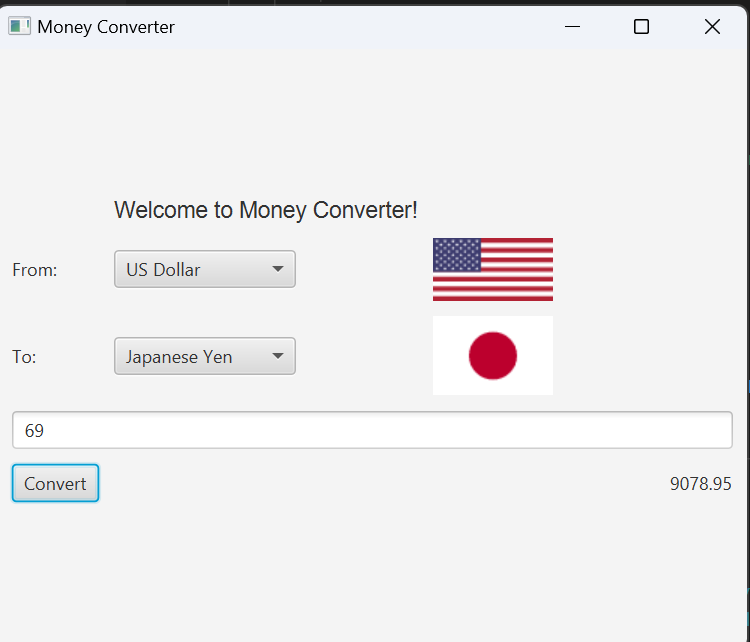 Money Converter
Welcome to Money Converter!
From:
US Dollar
To:
Japanese Yen
69
Convert
9078.95